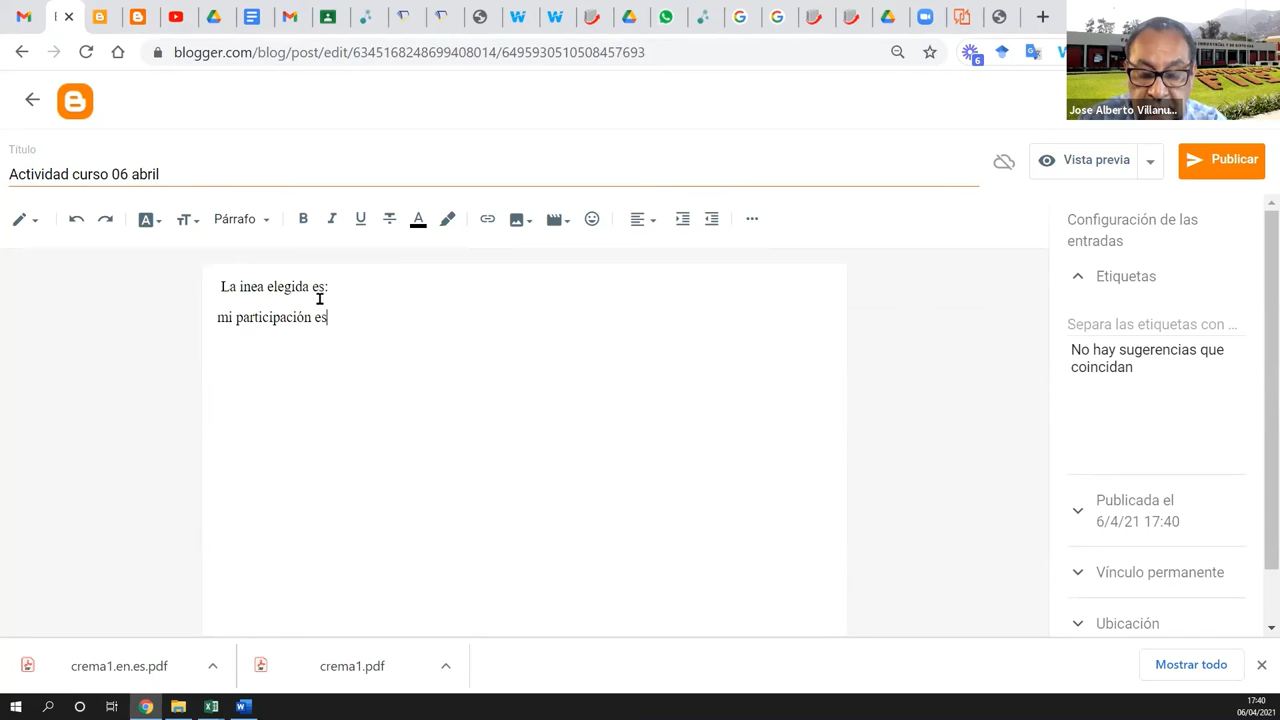 blogger.com/blog/post/edit/6345168248699408014/6495930510508457693
6
Jose Alberto Villanu...
Título
Actividad curso 06 abril
Vista previa
Publicar
Párrafo
Configuración de las
entradas
La inea elegida es:
mi participación es
Etiquetas
Separa las etiquetas con ...
No hay sugerencias que
coincidan
Publicada el
6/4/21 17:40
Vínculo permanente
Ubicación
crema1.en.es.pdf
crema1.pdf
Mostrar todo
17:40
06/04/2021